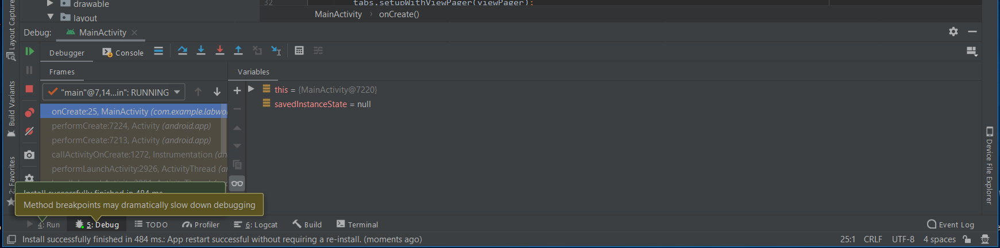 drawable
layout
32 tabs.setupWithViewPager(viewPager);
MainActivity onCreate()
Layout Captures
Build Variants
2: Favorites
Debug: MainActivity
Debugger Console
Frames Variables
"main"@7,14...in": RUNNING
onCreate:25, MainActivity (com.example.labwo
performCreate:7224, Activity (android.app)
performCreate:7213, Activity (android.app)
callActivityOnCreate:1272, Instrumentation (an
performLaunchActivity:2926, ActivityThread (an
this = {MainActivity@7220}
savedInstanceState = null
Install successfully finished in 484 ms.
Method breakpoints may dramatically slow down debugging
Device File Explorer
4: Run 5: Debug TODO Profiler 6: Logcat Build Terminal Event Log
Install successfully finished in 484 ms.: App restart successful without requiring a re-install. (moments ago) 25:1 CRLF UTF-8 4 spaces